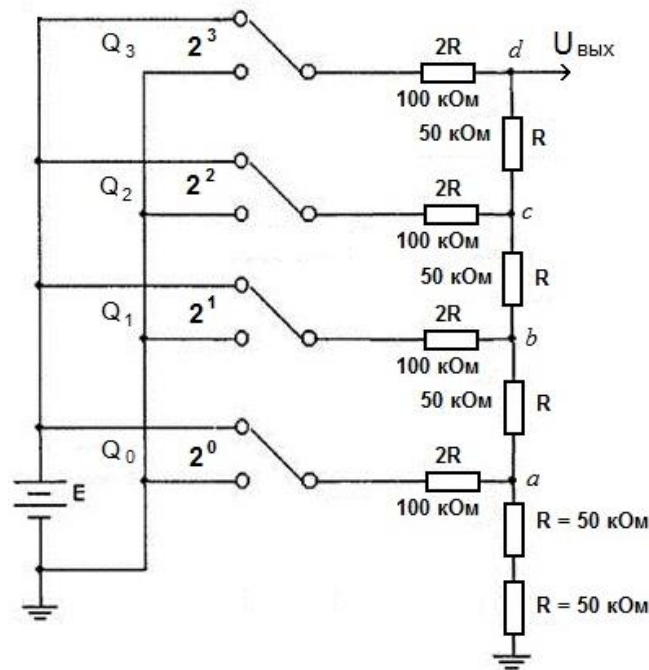 Q₃ 2³ 2R d U вых
100 кОм
50 кОм R
Q₂ 2² 2R c
100 кОм
50 кОм R
Q₁ 2¹ 2R b
100 кОм
50 кОм R
Q₀ 2⁰ 2R a
E 100 кОм R = 50 кОм
R = 50 кОм